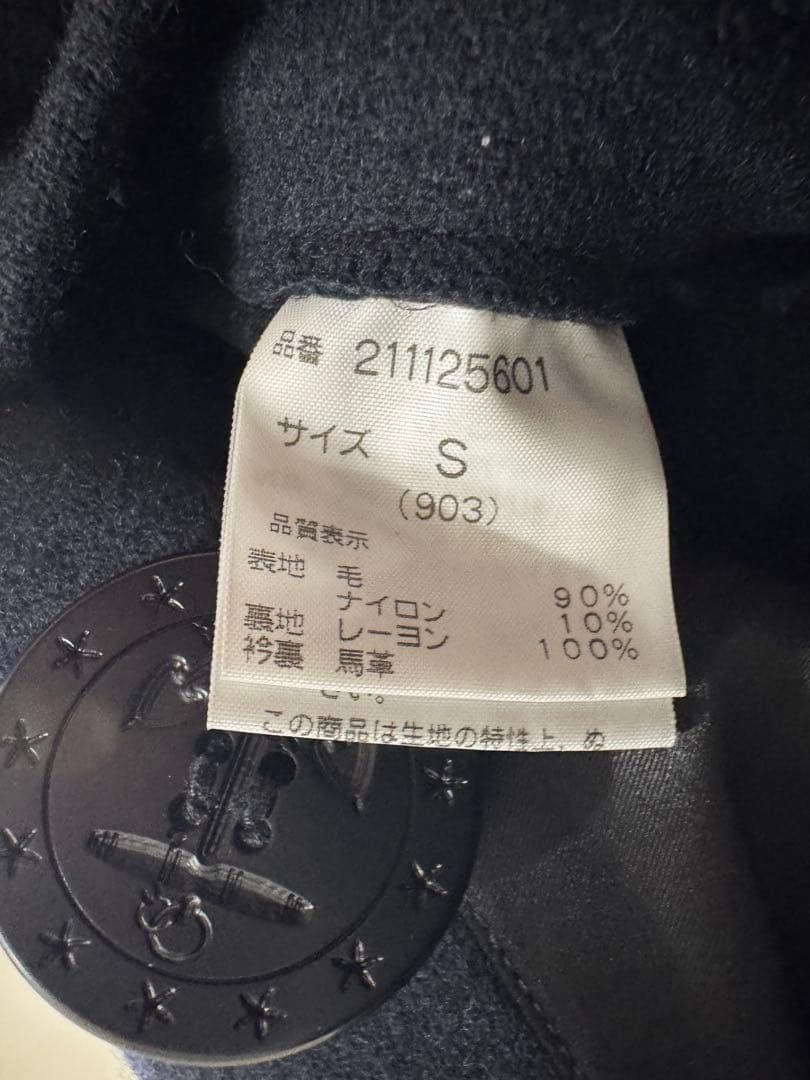 品番 211125601
サイズ S
(903)
品質表示
表地 毛 90%
ナイロン 10%
裏地 レーヨン 100%
衿裏 馬革
さい。
この商品は生地の特性上、ぬ